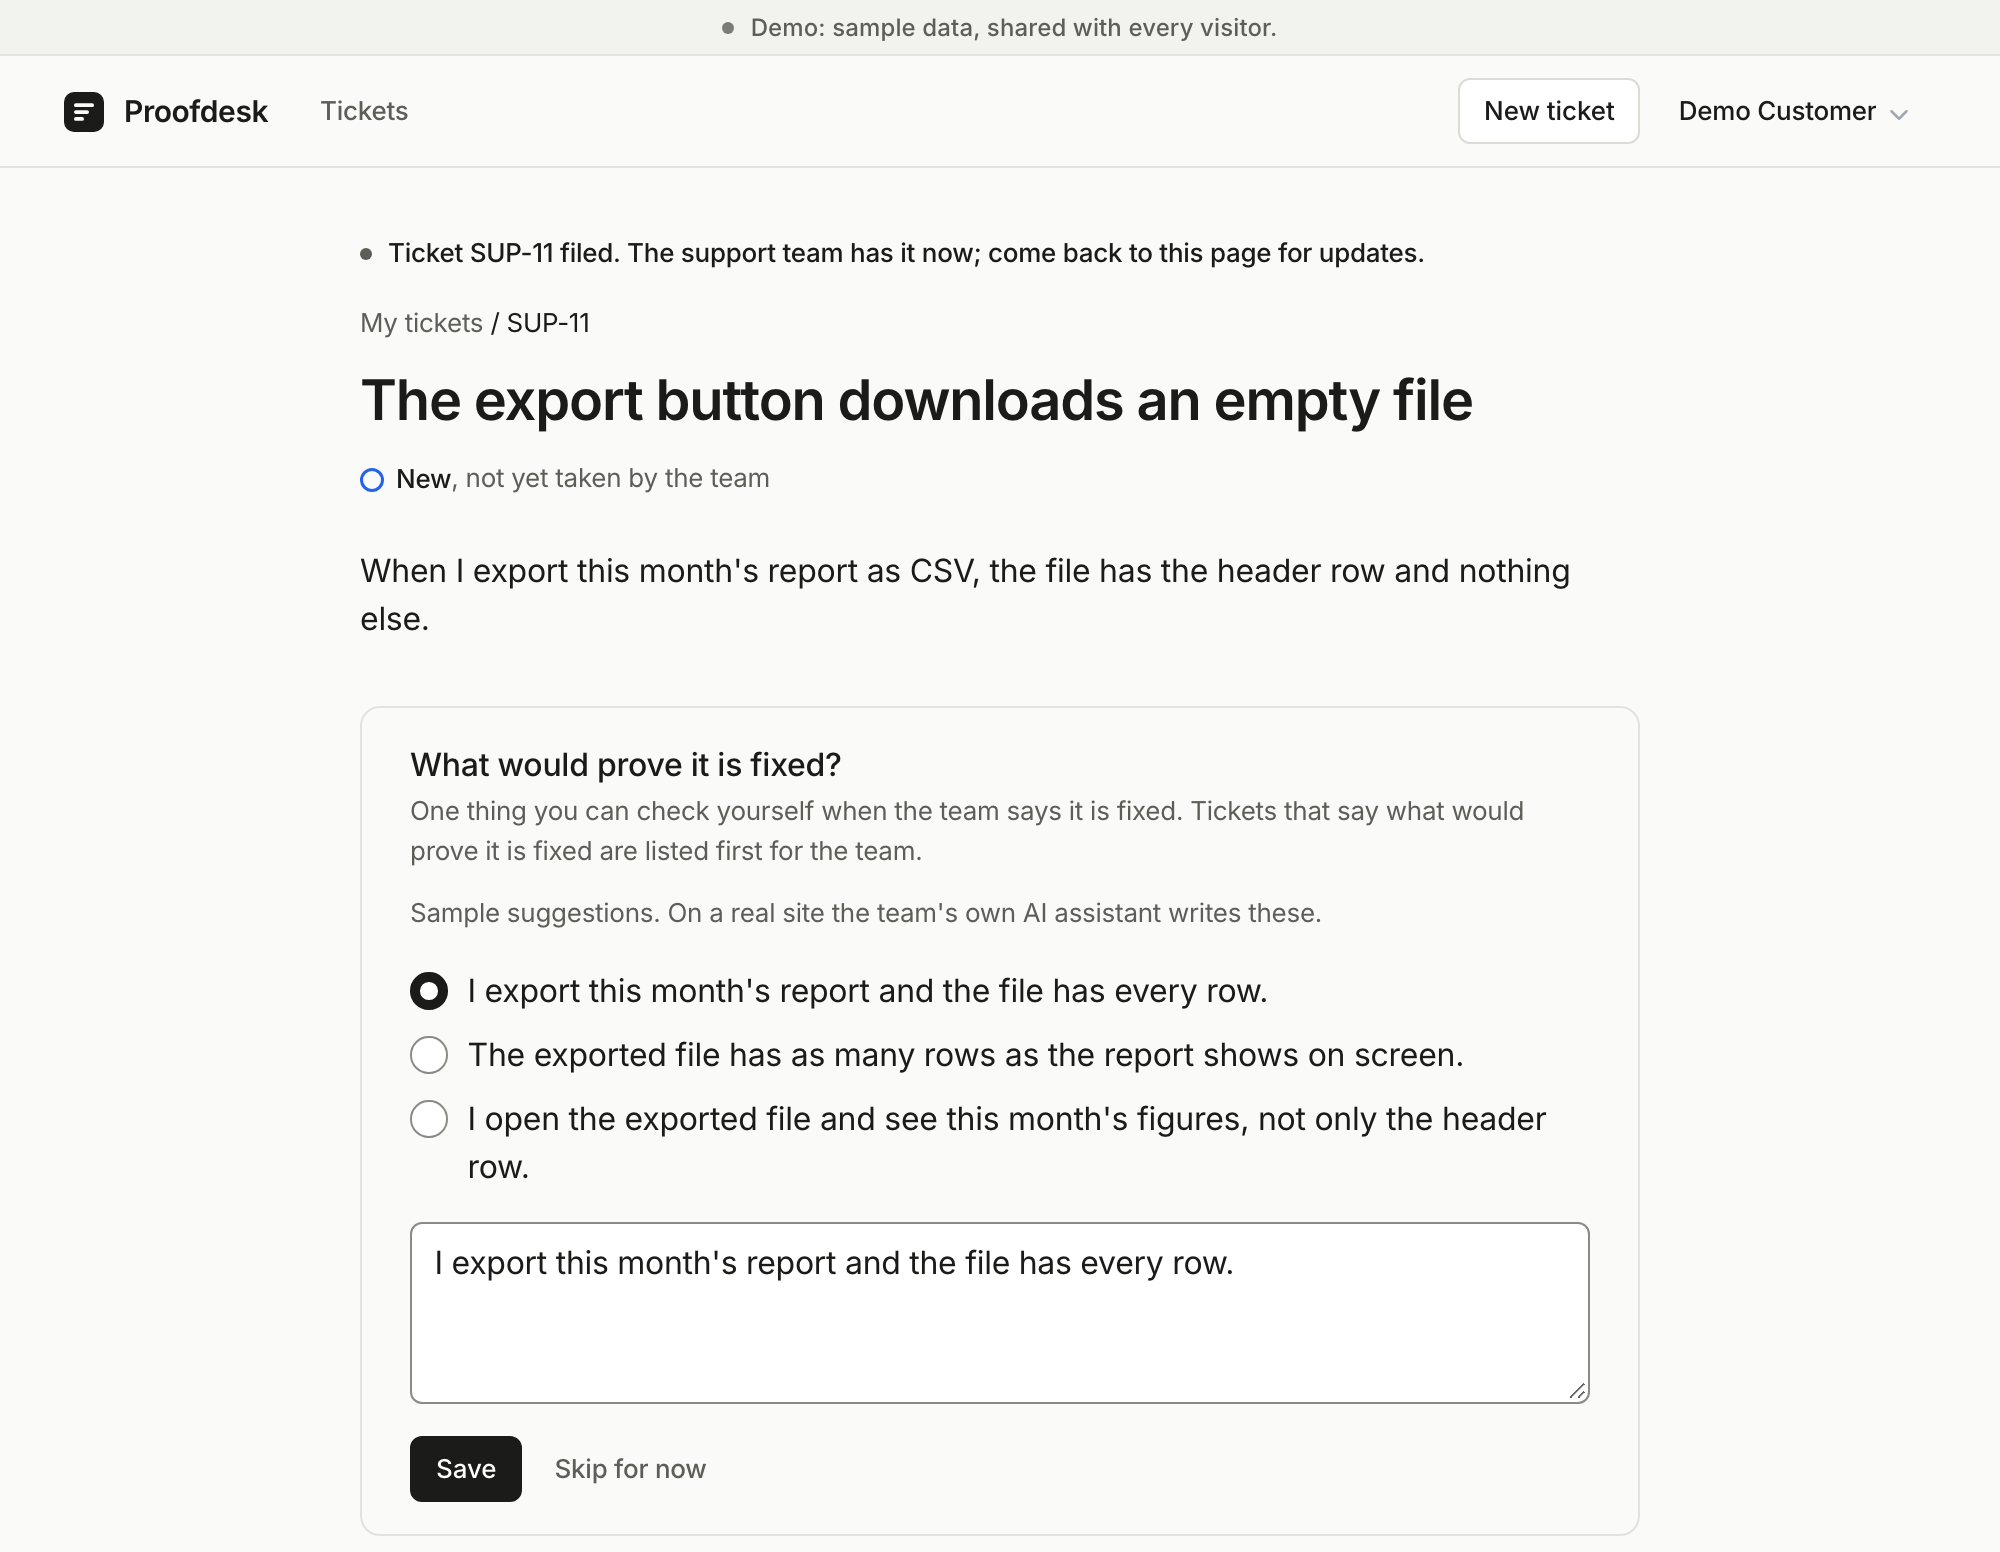 Demo: sample data, shared with every visitor.
Proofdesk
Tickets
New ticket
Demo Customer
Ticket SUP-11 filed. The support team has it now; come back to this page for updates.
My tickets / SUP-11
The export button downloads an empty file
New, not yet taken by the team
When I export this month's report as CSV, the file has the header row and nothing
else.
What would prove it is fixed?
One thing you can check yourself when the team says it is fixed. Tickets that say what would
prove it is fixed are listed first for the team.
Sample suggestions. On a real site the team's own AI assistant writes these.
I export this month's report and the file has every row.
The exported file has as many rows as the report shows on screen.
I open the exported file and see this month's figures, not only the header
row.
I export this month's report and the file has every row.
Save
Skip for now